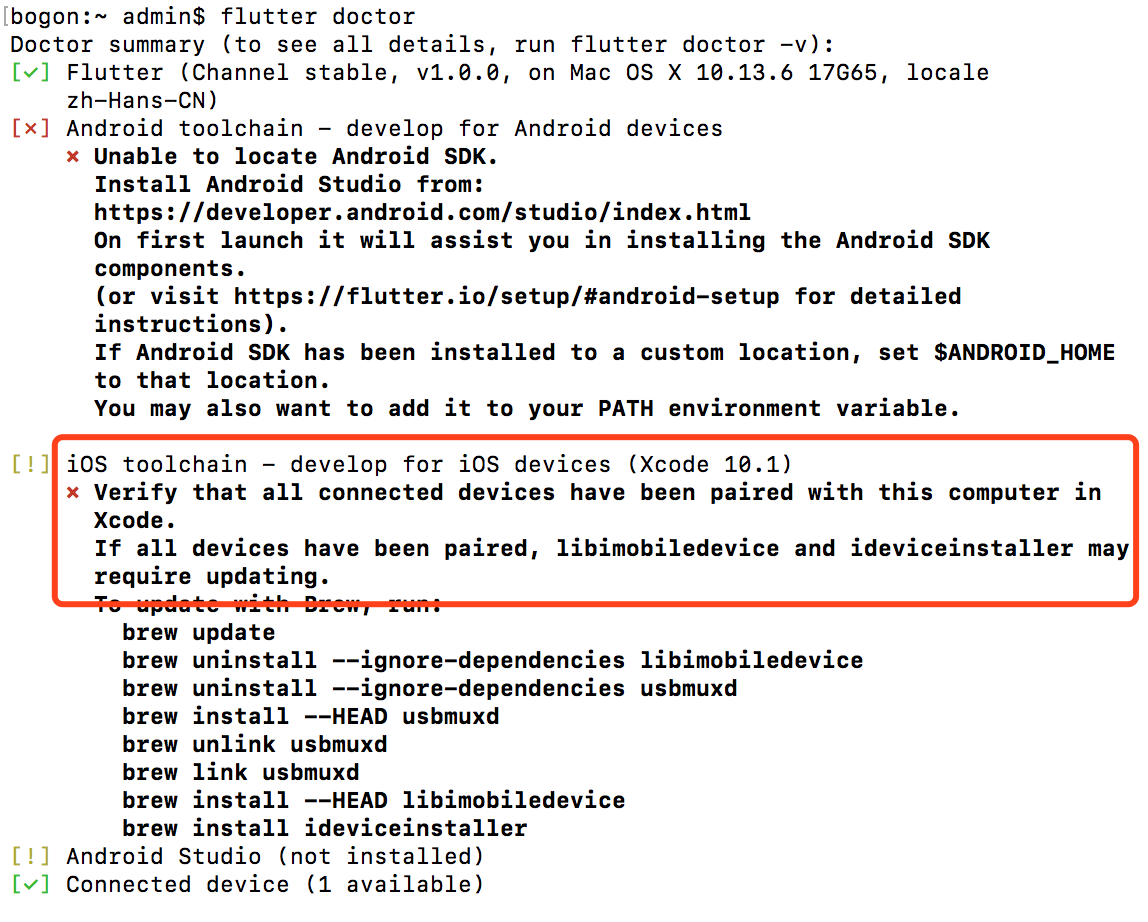 [bogon:~ admin$ flutter doctor
Doctor summary (to see all details, run flutter doctor -v):
[✓] Flutter (Channel stable, v1.0.0, on Mac OS X 10.13.6 17G65, locale
zh-Hans-CN)
[✗] Android toolchain - develop for Android devices
✗ Unable to locate Android SDK.
Install Android Studio from:
https://developer.android.com/studio/index.html
On first launch it will assist you in installing the Android SDK
components.
(or visit https://flutter.io/setup/#android-setup for detailed
instructions).
If Android SDK has been installed to a custom location, set $ANDROID_HOME
to that location.
You may also want to add it to your PATH environment variable.
[!] iOS toolchain - develop for iOS devices (Xcode 10.1)
✗ Verify that all connected devices have been paired with this computer in
Xcode.
If all devices have been paired, libimobiledevice and ideviceinstaller may
require updating.
To update with Brew, run:
brew update
brew uninstall --ignore-dependencies libimobiledevice
brew uninstall --ignore-dependencies usbmuxd
brew install --HEAD usbmuxd
brew unlink usbmuxd
brew link usbmuxd
brew install --HEAD libimobiledevice
brew install ideviceinstaller
[!] Android Studio (not installed)
[✓] Connected device (1 available)